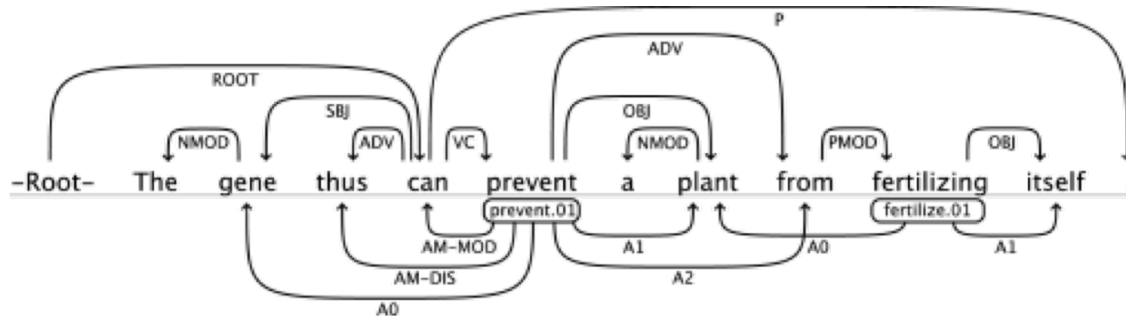 P
ADV
ROOT
SBJ OBJ
NMOD ADV VC NMOD PMOD OBJ
-Root- The gene thus can prevent a plant from fertilizing itself
prevent.01 fertilize.01
AM-MOD A1 A0 A1
AM-DIS A2
A0